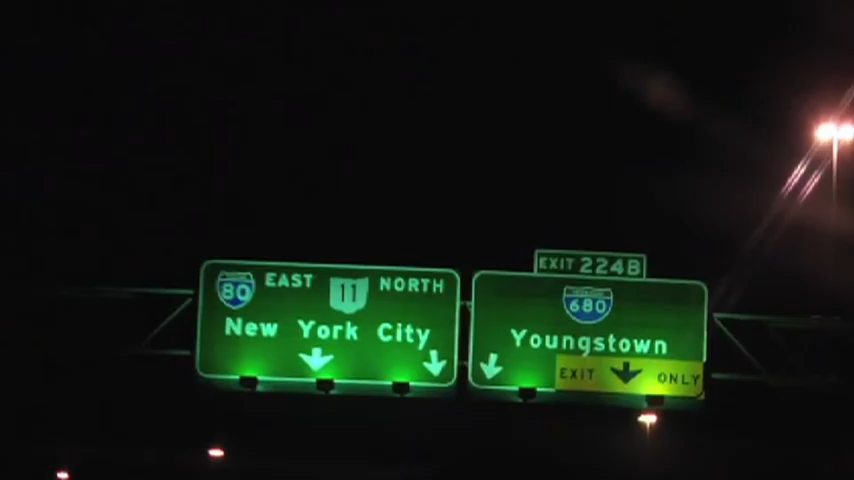 80 EAST 11 NORTH
New York City
EXIT 224B
680
Youngstown
EXIT ONLY